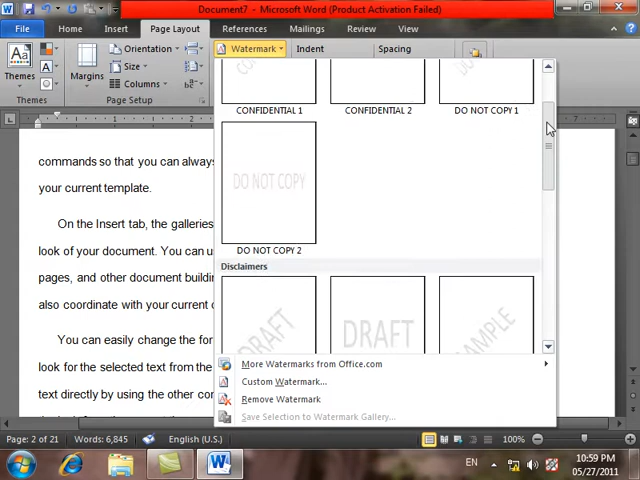 Document7 - Microsoft Word (Product Activation Failed)
File Home Insert Page Layout References Mailings Review View
Themes
Themes
Margins
Orientation
Size
Columns
Page Setup
Watermark
Indent
Spacing
CONFIDENTIAL 1
CONFIDENTIAL 2
DO NOT COPY 1
DO NOT COPY
DO NOT COPY 2
Disclaimers
DRAFT
DRAFT
SAMPLE
More Watermarks from Office.com
Custom Watermark...
Remove Watermark
Save Selection to Watermark Gallery...
1 2 7
commands so that you can always
your current template.
On the Insert tab, the galleries
look of your document. You can u
pages, and other document building
also coordinate with your current
You can easily change the for
look for the selected text from the
text directly by using the other con
Page: 2 of 21 Words: 6,845 English (U.S.) 100%
EN
10:59 PM
05/27/2011